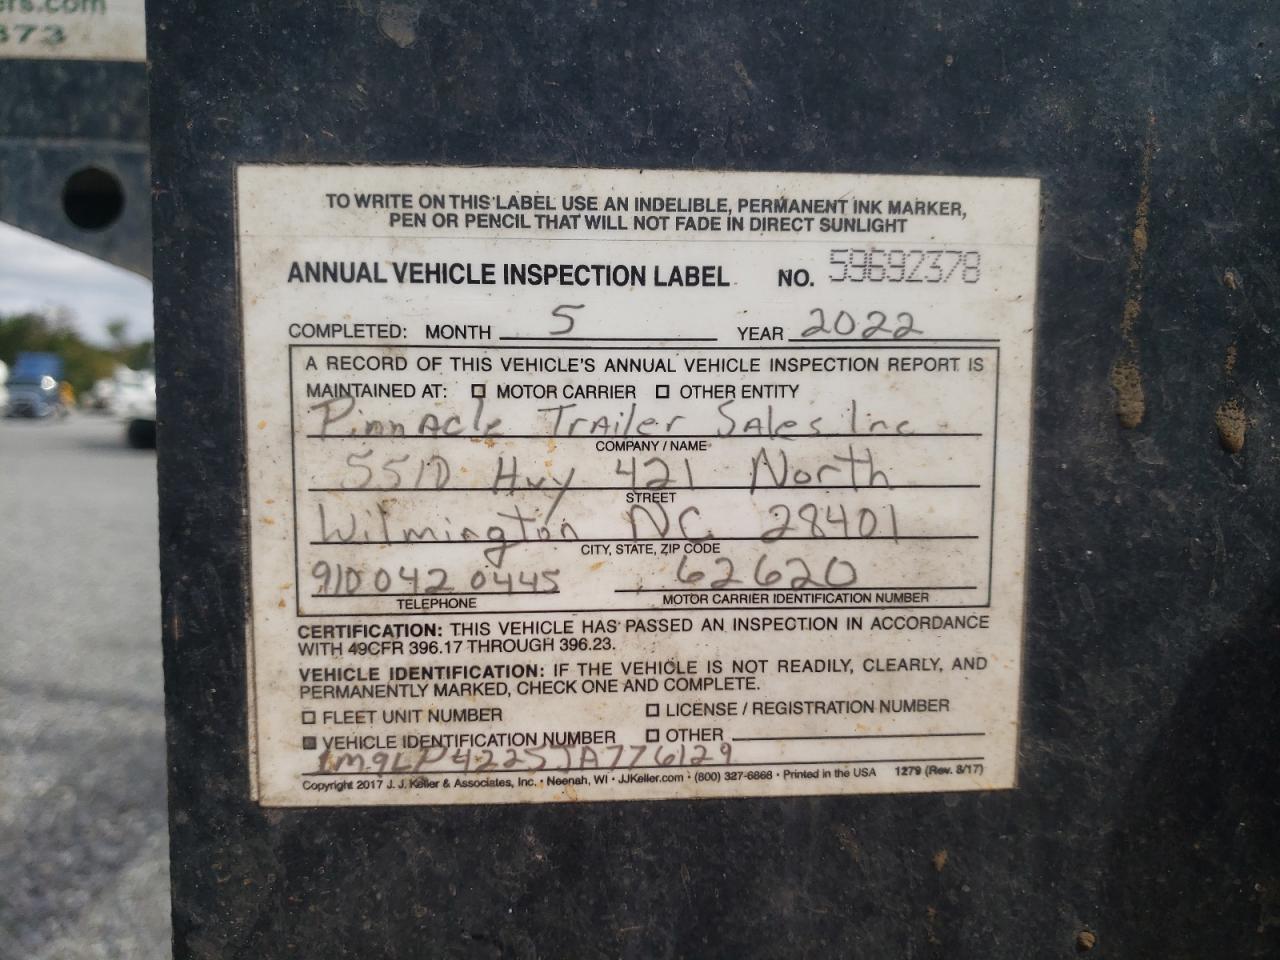 ers.com
373
TO WRITE ON THIS LABEL USE AN INDELIBLE, PERMANENT INK MARKER,
PEN OR PENCIL THAT WILL NOT FADE IN DIRECT SUNLIGHT
ANNUAL VEHICLE INSPECTION LABEL NO. 59692378
COMPLETED: MONTH 5 YEAR 2022
A RECORD OF THIS VEHICLE'S ANNUAL VEHICLE INSPECTION REPORT IS
MAINTAINED AT: ☐ MOTOR CARRIER ☐ OTHER ENTITY
Pinnacle Trailer Sales Inc
COMPANY / NAME
5510 Hwy 421 North
STREET
Wilmington NC 28401
CITY, STATE, ZIP CODE
910 042 0445 62620
TELEPHONE MOTOR CARRIER IDENTIFICATION NUMBER
CERTIFICATION: THIS VEHICLE HAS PASSED AN INSPECTION IN ACCORDANCE
WITH 49CFR 396.17 THROUGH 396.23.
VEHICLE IDENTIFICATION: IF THE VEHICLE IS NOT READILY, CLEARLY, AND
PERMANENTLY MARKED, CHECK ONE AND COMPLETE.
☐ FLEET UNIT NUMBER ☐ LICENSE / REGISTRATION NUMBER
■ VEHICLE IDENTIFICATION NUMBER ☐ OTHER
1M9LP4225JA776129
Copyright 2017 J. J. Keller & Associates, Inc. • Neenah, WI • JJKeller.com • (800) 327-6868 • Printed in the USA 1279 (Rev. 8/17)